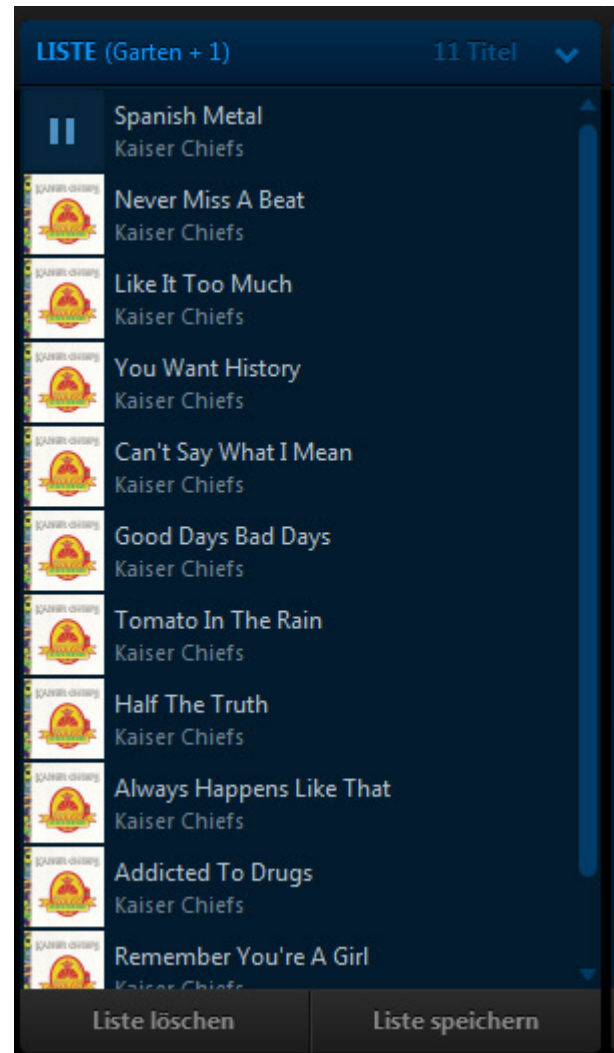 LISTE (Garten + 1) 11 Titel
Spanish Metal
Kaiser Chiefs
Never Miss A Beat
Kaiser Chiefs
Like It Too Much
Kaiser Chiefs
You Want History
Kaiser Chiefs
Can't Say What I Mean
Kaiser Chiefs
Good Days Bad Days
Kaiser Chiefs
Tomato In The Rain
Kaiser Chiefs
Half The Truth
Kaiser Chiefs
Always Happens Like That
Kaiser Chiefs
Addicted To Drugs
Kaiser Chiefs
Remember You're A Girl
Kaiser Chiefs
Liste löschen Liste speichern